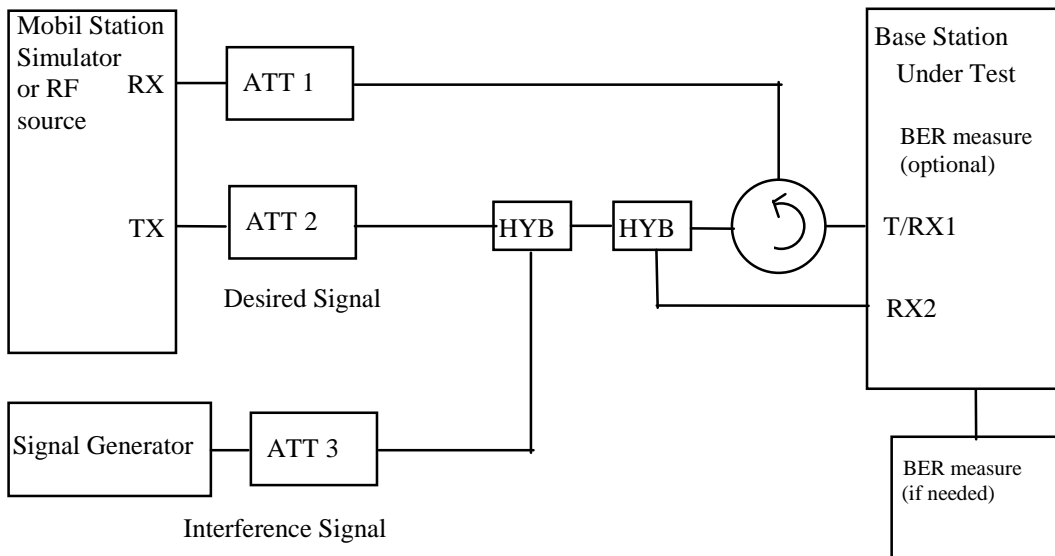 Mobil Station
Simulator
or RF
source
RX
TX
ATT 1
ATT 2
HYB
HYB
Desired Signal
Signal Generator
ATT 3
Interference Signal
Base Station
Under Test
BER measure
(optional)
T/RX1
RX2
BER measure
(if needed)